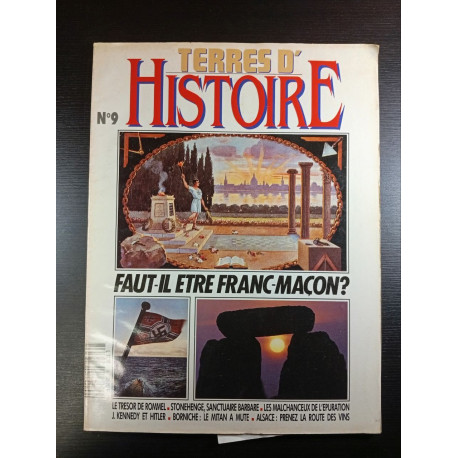 TERRES D'
HISTOIRE
N°9
FAUT-IL ETRE FRANC-MAÇON?
LE TRESOR DE ROMMEL • STONEHENGE, SANCTUAIRE BARBARE • LES MALCHANCEUX DE L'EPURATION
J. KENNEDY ET HITLER • BORNICHE : LE MITAN A MUTE • ALSACE : PRENEZ LA ROUTE DES VINS